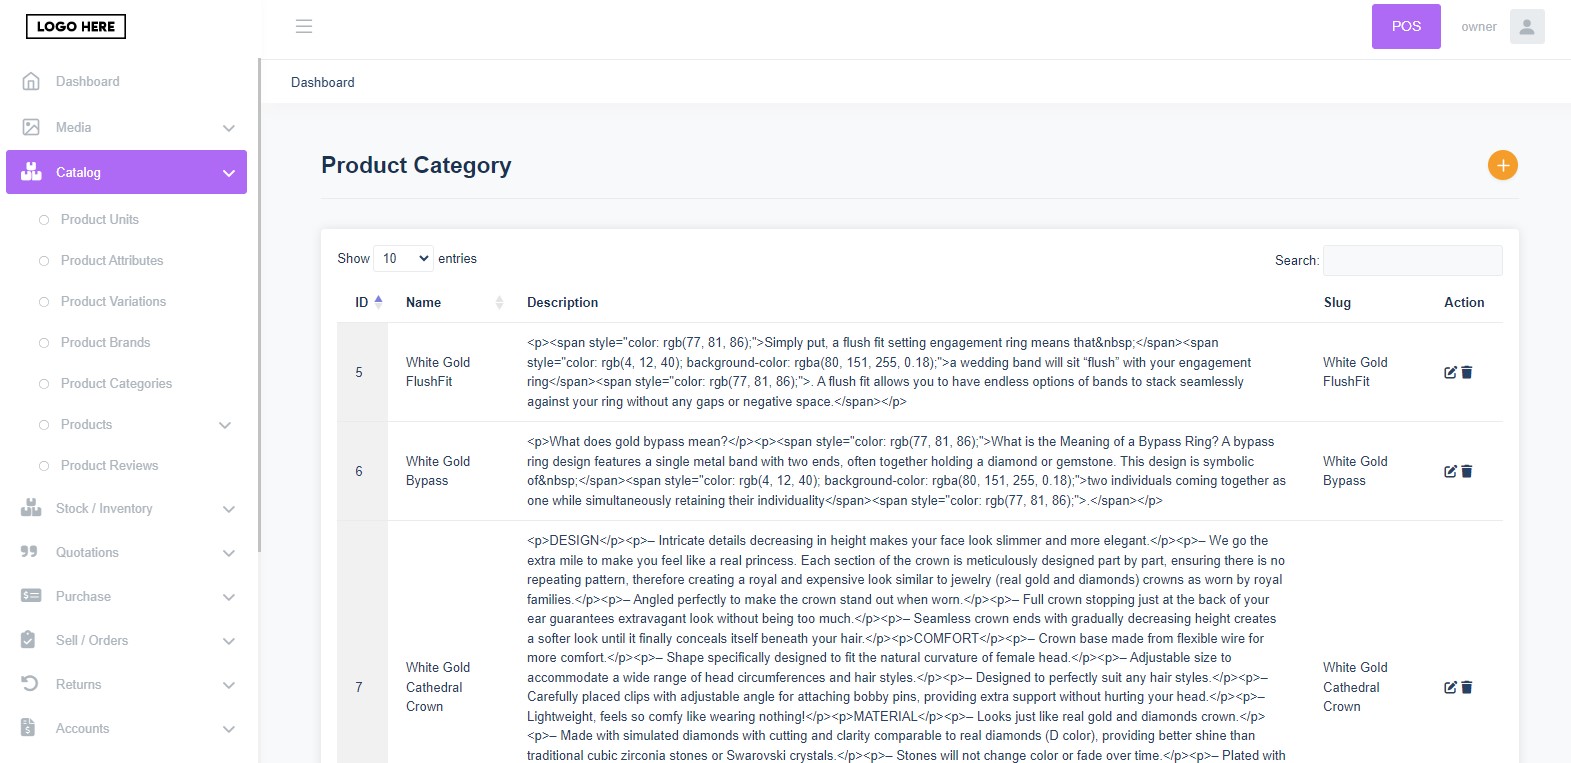 LOGO HERE
POS
owner
Dashboard
Dashboard
Media
Catalog
Product Units
Product Attributes
Product Variations
Product Brands
Product Categories
Products
Product Reviews
Stock / Inventory
Quotations
Purchase
Sell / Orders
Returns
Accounts
Product Category
Show 10 entries
Search:
ID Name Description Slug Action
5
White Gold
FlushFit
<p><span style="color: rgb(77, 81, 86);">Simply put, a flush fit setting engagement ring means that&nbsp;</span><span
style="color: rgb(4, 12, 40); background-color: rgba(80, 151, 255, 0.18);">a wedding band will sit “flush” with your engagement
ring</span><span style="color: rgb(77, 81, 86);">. A flush fit allows you to have endless options of bands to stack seamlessly
against your ring without any gaps or negative space.</span></p>
White Gold
FlushFit
6
White Gold
Bypass
<p>What does gold bypass mean?</p><p><span style="color: rgb(77, 81, 86);">What is the Meaning of a Bypass Ring? A bypass
ring design features a single metal band with two ends, often together holding a diamond or gemstone. This design is symbolic
of&nbsp;</span><span style="color: rgb(4, 12, 40); background-color: rgba(80, 151, 255, 0.18);">two individuals coming together as
one while simultaneously retaining their individuality</span><span style="color: rgb(77, 81, 86);">.</span></p>
White Gold
Bypass
7
White Gold
Cathedral
Crown
<p>DESIGN</p><p>– Intricate details decreasing in height makes your face look slimmer and more elegant.</p><p>– We go the
extra mile to make you feel like a real princess. Each section of the crown is meticulously designed part by part, ensuring there is no
repeating pattern, therefore creating a royal and expensive look similar to jewelry (real gold and diamonds) crowns as worn by royal
families.</p><p>– Angled perfectly to make the crown stand out when worn.</p><p>– Full crown stopping just at the back of your
ear guarantees extravagant look without being too much.</p><p>– Seamless crown ends with gradually decreasing height creates
a softer look until it finally conceals itself beneath your hair.</p><p>COMFORT</p><p>– Crown base made from flexible wire for
more comfort.</p><p>– Shape specifically designed to fit the natural curvature of female head.</p><p>– Adjustable size to
accommodate a wide range of head circumferences and hair styles.</p><p>– Designed to perfectly suit any hair styles.</p><p>–
Carefully placed clips with adjustable angle for attaching bobby pins, providing extra support without hurting your head.</p><p>–
Lightweight, feels so comfy like wearing nothing!</p><p>MATERIAL</p><p>– Looks just like real gold and diamonds crown.</p>
<p>– Made with simulated diamonds with cutting and clarity comparable to real diamonds (D color), providing better shine than
traditional cubic zirconia stones or Swarovski crystals.</p><p>– Stones will not change color or fade over time.</p><p>– Plated with
White Gold
Cathedral
Crown